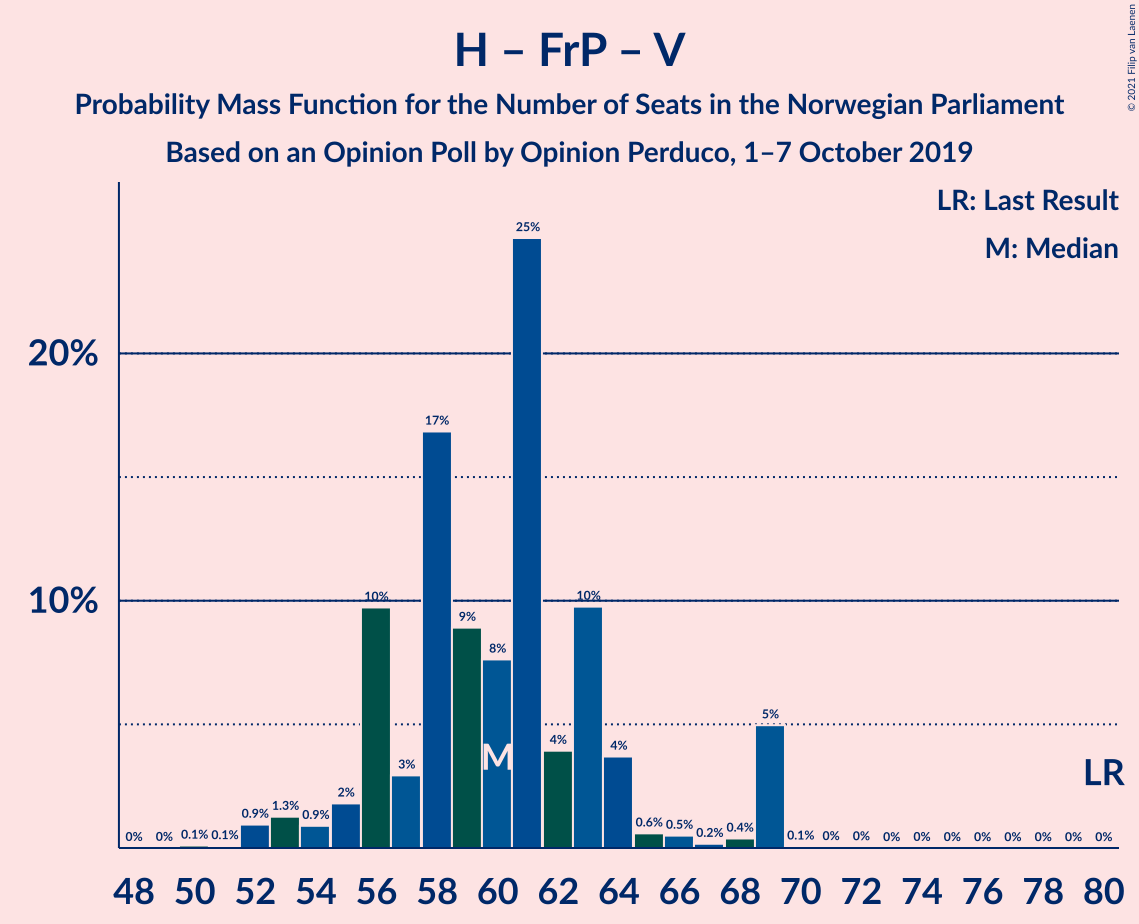 © 2021 Filip van Laenen
H – FrP – V
Probability Mass Function for the Number of Seats in the Norwegian Parliament
Based on an Opinion Poll by Opinion Perduco, 1–7 October 2019
LR: Last Result
M: Median
20%
10%
0% 0% 0.1% 0.1% 0.9% 1.3% 0.9% 2% 10% 3% 17% 9% 8% 25% 4% 10% 4% 0.6% 0.5% 0.2% 0.4% 5% 0.1% 0% 0% 0% 0% 0% 0% 0% 0% 0% 0%
M
LR
48 50 52 54 56 58 60 62 64 66 68 70 72 74 76 78 80